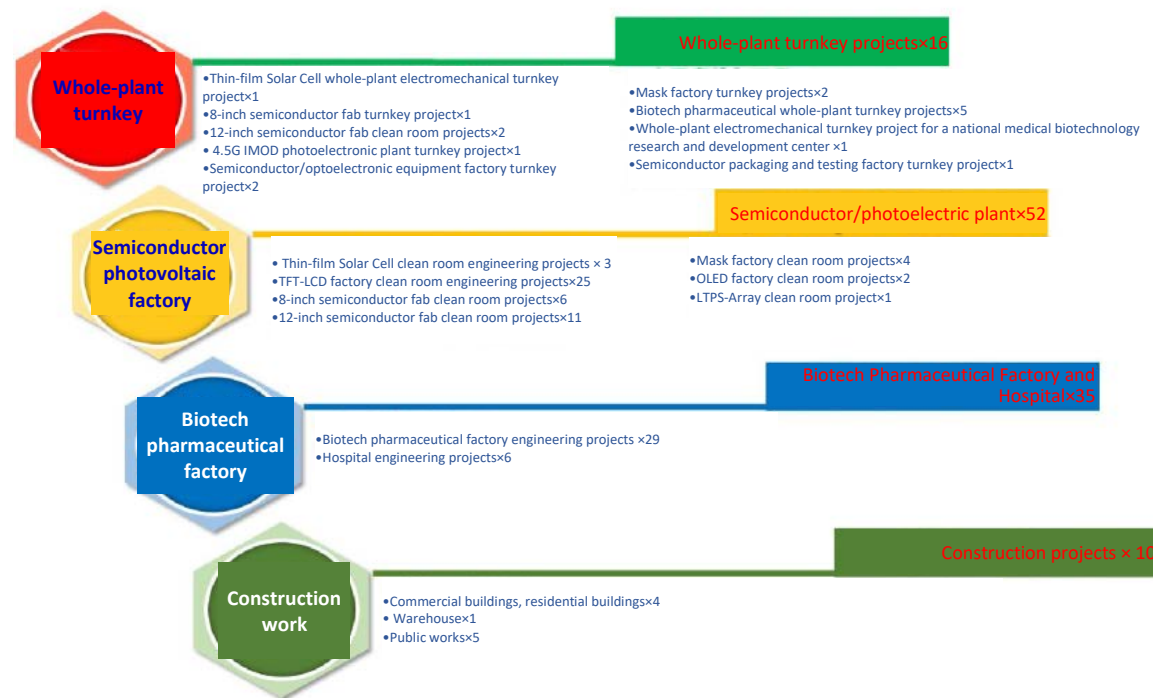 Whole-plant
turnkey
Whole-plant turnkey projects×16
•Thin-film Solar Cell whole-plant electromechanical turnkey
project×1
•8-inch semiconductor fab turnkey project×1
•12-inch semiconductor fab clean room projects×2
• 4.5G IMOD photoelectronic plant turnkey project×1
•Semiconductor/optoelectronic equipment factory turnkey
project×2
•Mask factory turnkey projects×2
•Biotech pharmaceutical whole-plant turnkey projects×5
•Whole-plant electromechanical turnkey project for a national medical biotechnology
research and development center ×1
•Semiconductor packaging and testing factory turnkey project×1
Semiconductor
photovoltaic
factory
Semiconductor/photoelectric plant×52
• Thin-film Solar Cell clean room engineering projects × 3
•TFT-LCD factory clean room engineering projects×25
•8-inch semiconductor fab clean room projects×6
•12-inch semiconductor fab clean room projects×11
•Mask factory clean room projects×4
•OLED factory clean room projects×2
•LTPS-Array clean room project×1
Biotech
pharmaceutical
factory
Biotech Pharmaceutical Factory and
Hospital×35
•Biotech pharmaceutical factory engineering projects ×29
•Hospital engineering projects×6
Construction
work
Construction projects × 10
•Commercial buildings, residential buildings×4
• Warehouse×1
•Public works×5